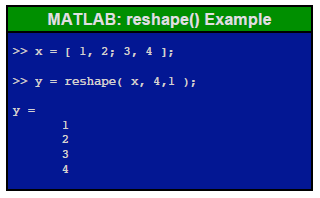 MATLAB: reshape() Example
>> x = [ 1, 2; 3, 4 ];
>> y = reshape( x, 4,1 );
y =
1
2
3
4